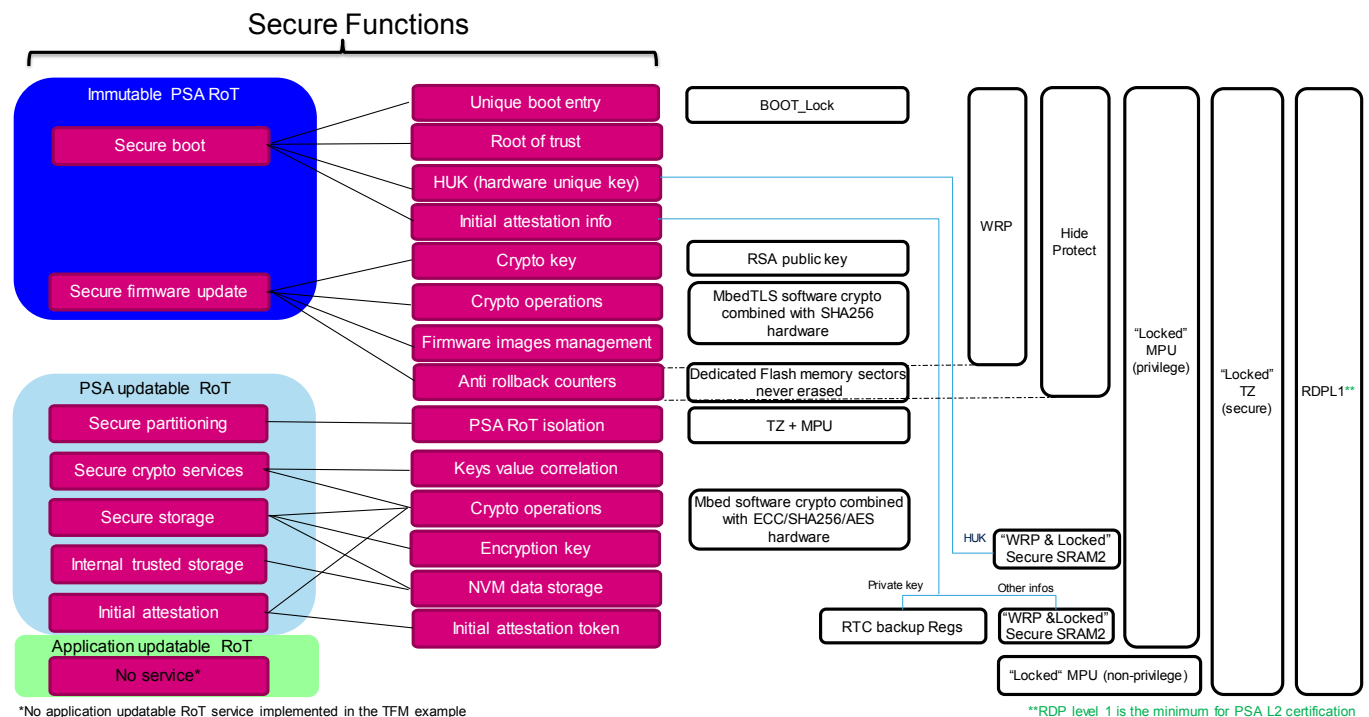 Secure Functions
Immutable PSA RoT
Secure boot
Secure firmware update
PSA updatable RoT
Secure partitioning
Secure crypto services
Secure storage
Internal trusted storage
Initial attestation
Application updatable RoT
No service*
*No application updatable RoT service implemented in the TFM example
Unique boot entry
Root of trust
HUK (hardware unique key)
Initial attestation info
Crypto key
Crypto operations
Firmware images management
Anti rollback counters
PSA RoT isolation
Keys value correlation
Crypto operations
Encryption key
NVM data storage
Initial attestation token
BOOT_Lock
RSA public key
MbedTLS software crypto
combined with SHA256
hardware
Dedicated Flash memory sectors
never erased
TZ + MPU
Mbed software crypto combined
with ECC/SHA256/AES
hardware
HUK
"WRP & Locked"
Secure SRAM2
Private key
Other infos
RTC backup Regs
"WRP &Locked"
Secure SRAM2
"Locked" MPU (non-privilege)
WRP
Hide
Protect
"Locked"
MPU
(privilege)
"Locked"
TZ
(secure)
RDPL1**
**RDP level 1 is the minimum for PSA L2 certification